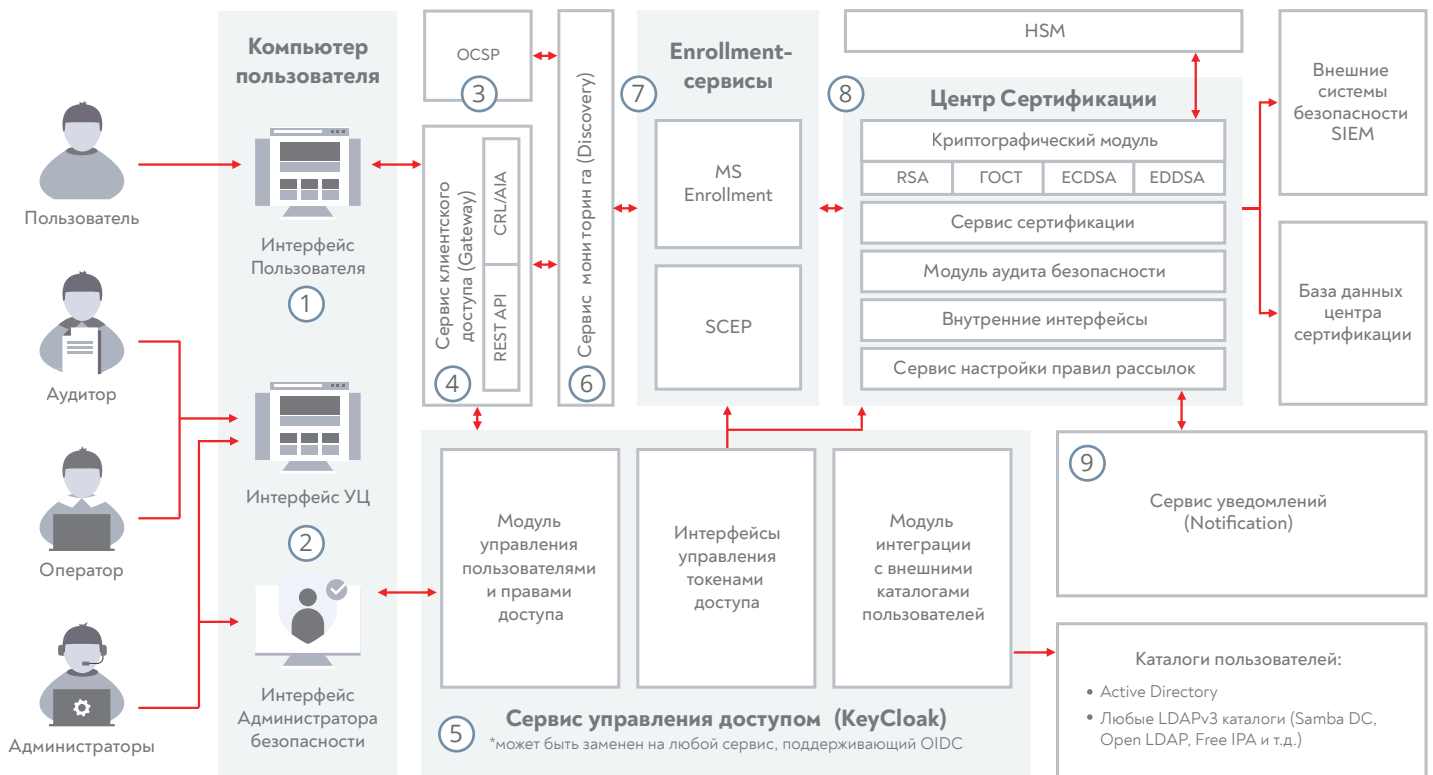 Компьютер
пользователя
Пользователь
Интерфейс
Пользователя
1
Аудитор
Интерфейс УЦ
2
Оператор
Администраторы
Интерфейс
Администратора
безопасности
OCSP
3
Сервис клиентского
доступа (Gateway)
CRL/AIA
REST API
4
Сервис мониторинга (Discovery)
6
Enrollment-
сервисы
7
MS
Enrollment
SCEP
HSM
8
Центр Сертификации
Криптографический модуль
RSA
ГОСТ
ECDSA
EDDSA
Сервис сертификации
Модуль аудита безопасности
Внутренние интерфейсы
Сервис настройки правил рассылок
Внешние
системы
безопасности
SIEM
База данных
центра
сертификации
Модуль
управления
пользователями
и правами
доступа
Интерфейсы
управления
токенами
доступа
Модуль
интеграции
с внешними
каталогами
пользователей
5
Сервис управления доступом (KeyCloak)
*может быть заменен на любой сервис, поддерживающий OIDC
9
Сервис уведомлений
(Notification)
Каталоги пользователей:
• Active Directory
• Любые LDAPv3 каталоги (Samba DC,
Open LDAP, Free IPA и т.д.)